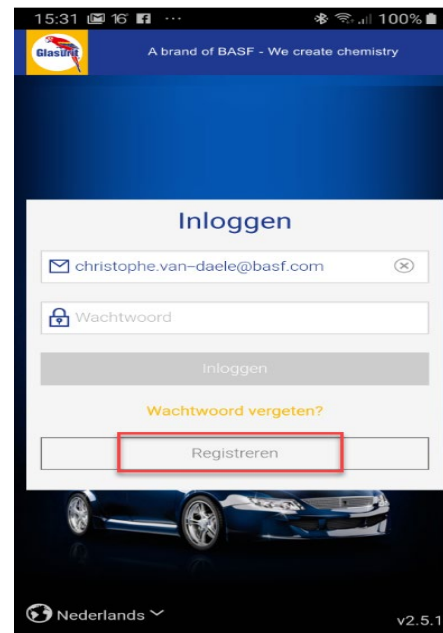 15:31 16 ... 100%
Glasurit
A brand of BASF - We create chemistry
Inloggen
christophe.van-daele@basf.com
Wachtwoord
Inloggen
Wachtwoord vergeten?
Registreren
Nederlands
v2.5.1